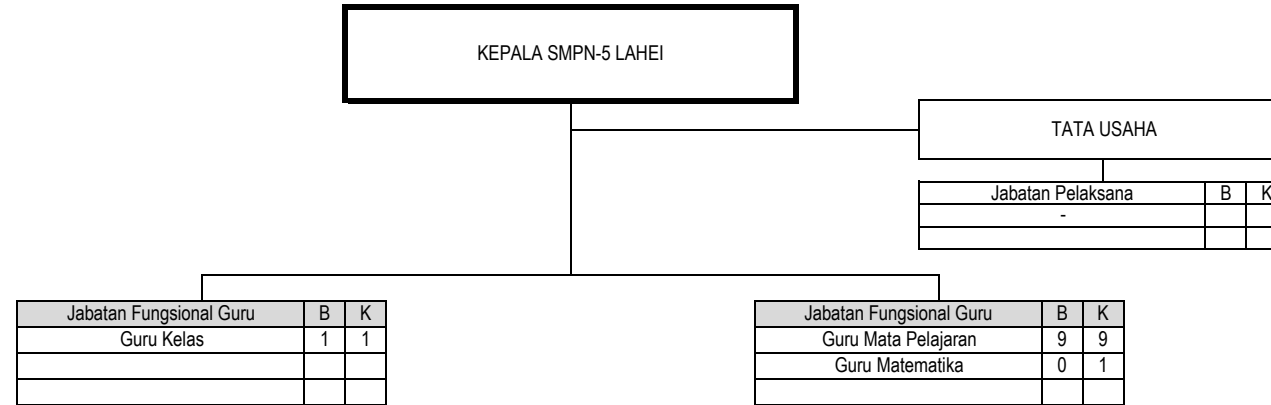 KEPALA SMPN-5 LAHEI
TATA USAHA
Jabatan Pelaksana B K
-
Jabatan Fungsional Guru B K
Guru Kelas 1 1
Jabatan Fungsional Guru B K
Guru Mata Pelajaran 9 9
Guru Matematika 0 1